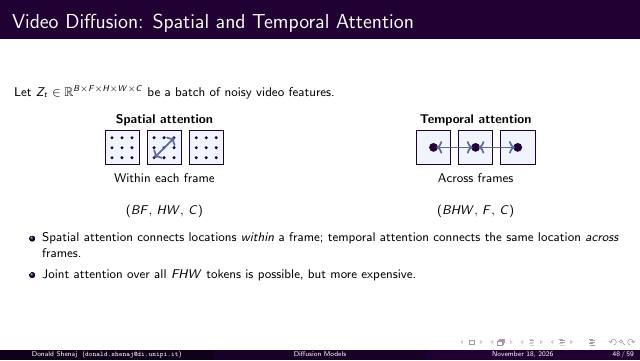 Video Diffusion: Spatial and Temporal Attention
Let Z_t ∈ ℝ^{B×F×H×W×C} be a batch of noisy video features.
Spatial attention
Within each frame
(BF, HW, C)
Temporal attention
Across frames
(BHW, F, C)
Spatial attention connects locations within a frame; temporal attention connects the same location across
frames.
Joint attention over all FHW tokens is possible, but more expensive.
Donald Shenaj (donald.shenaj@di.unipi.it)
Diffusion Models
November 18, 2026
48 / 59